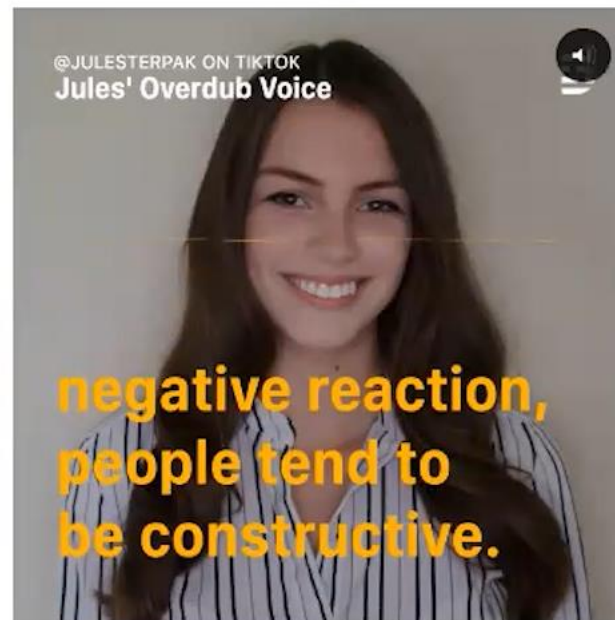 @JULESTERPAK ON TIKTOK
Jules' Overdub Voice
negative reaction,
people tend to
be constructive.